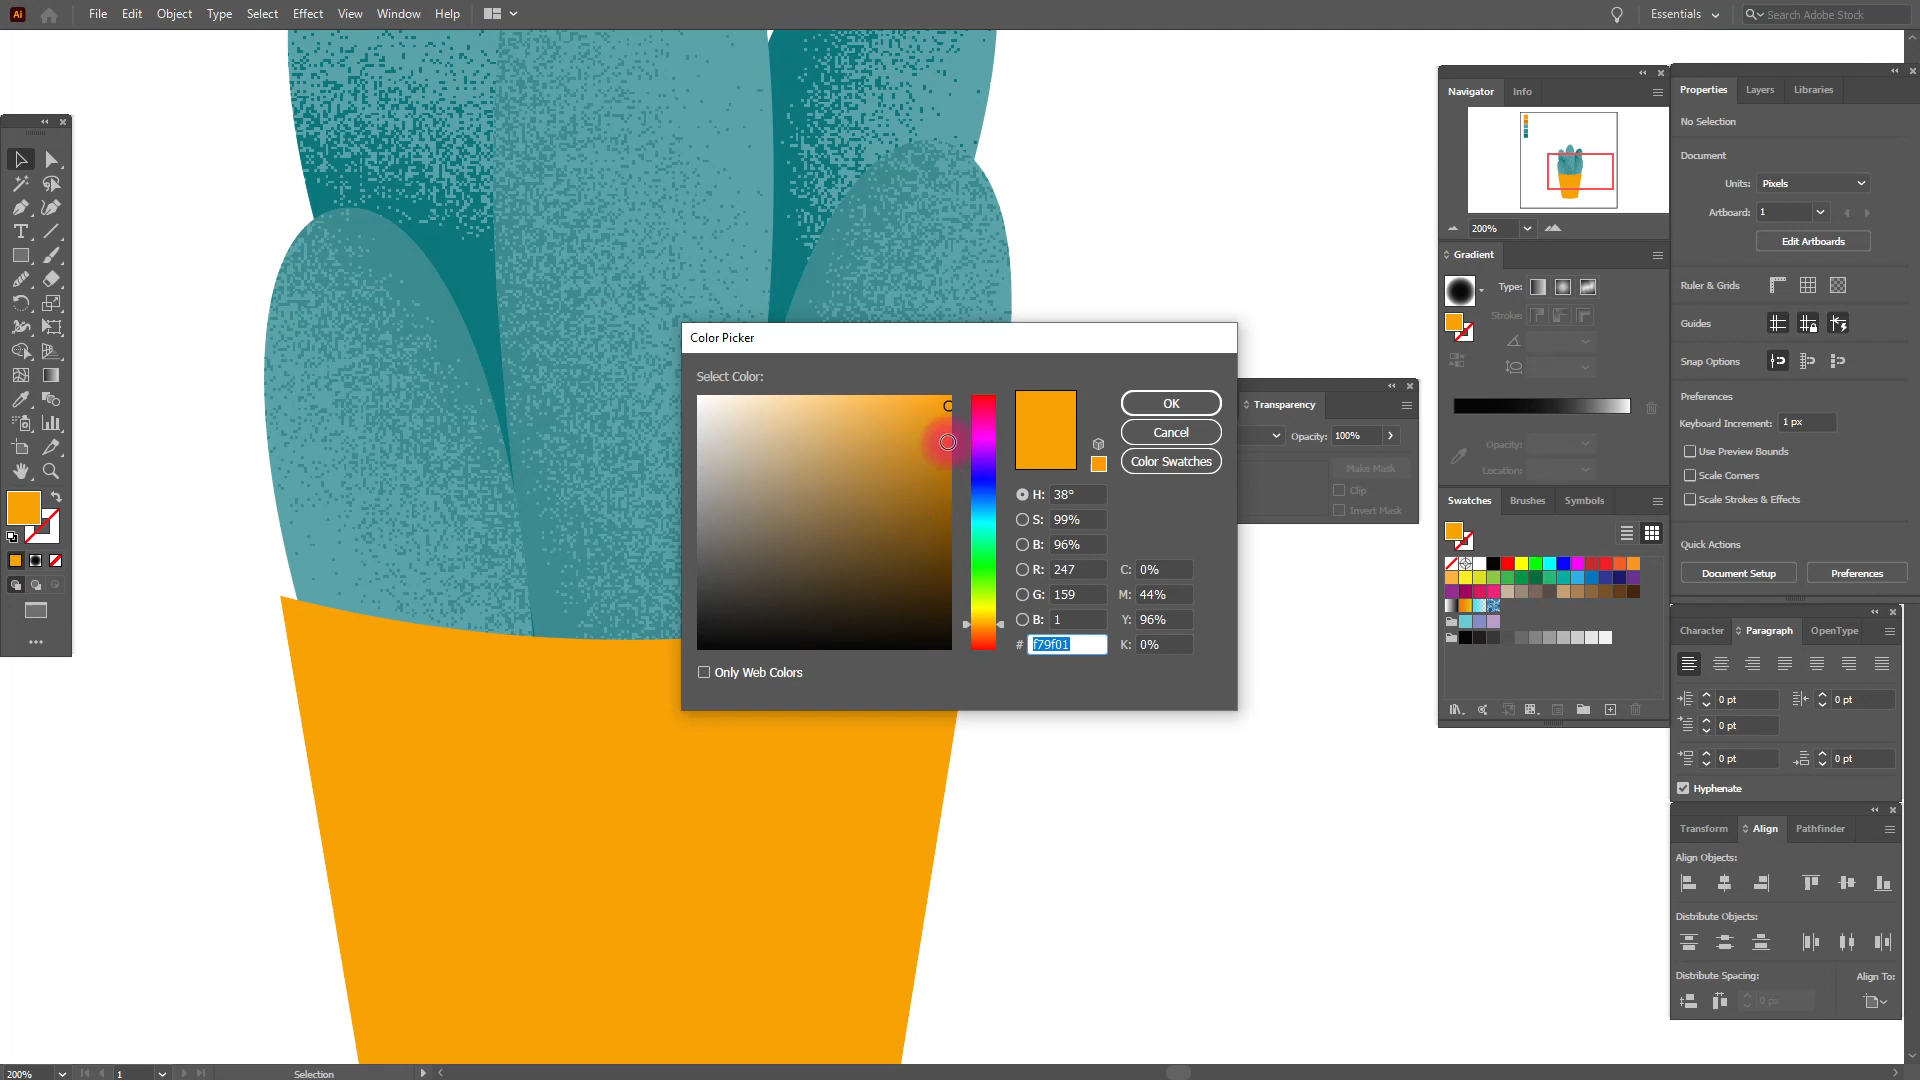 Ai File Edit Object Type Select Effect View Window Help
Essentials
Search Adobe Stock
Navigator Info
200%
Gradient
Type:
Stroke:
Opacity:
Location:
Swatches Brushes Symbols
Properties Layers Libraries
No Selection
Document
Units: Pixels
Artboard: 1
Edit Artboards
Ruler & Grids
Guides
Snap Options
Preferences
Keyboard Increment: 1 px
Use Preview Bounds
Scale Corners
Scale Strokes & Effects
Quick Actions
Document Setup Preferences
Character Paragraph OpenType
0 pt 0 pt
0 pt
0 pt 0 pt
Hyphenate
Transform Align Pathfinder
Align Objects:
Distribute Objects:
Distribute Spacing: Align To:
0 px
Transparency
Opacity: 100%
Make Mask
Clip
Invert Mask
Color Picker
Select Color:
OK
Cancel
Color Swatches
H: 38°
S: 99%
B: 96%
R: 247 C: 0%
G: 159 M: 44%
B: 1 Y: 96%
# f79f01 K: 0%
Only Web Colors
200% 1 Selection